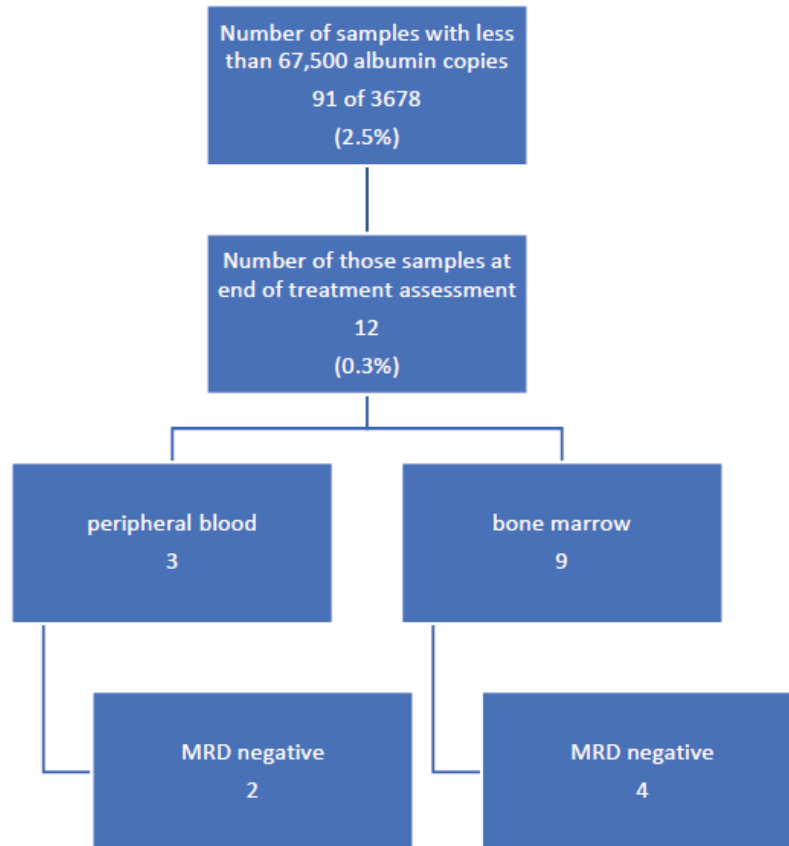 Number of samples with less
than 67,500 albumin copies
91 of 3678
(2.5%)
Number of those samples at
end of treatment assessment
12
(0.3%)
peripheral blood
3
bone marrow
9
MRD negative
2
MRD negative
4